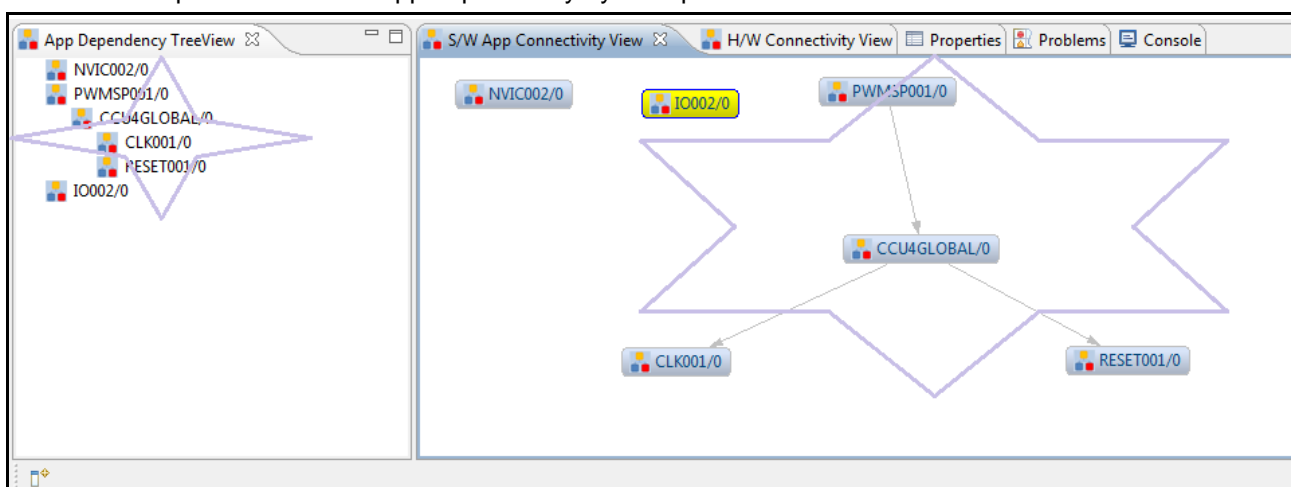 App Dependency TreeView
NVIC002/0
PWMSP001/0
CCU4GLOBAL/0
CLK001/0
RESET001/0
IO002/0
S/W App Connectivity View
H/W Connectivity View
Properties
Problems
Console
NVIC002/0
IO002/0
PWMSP001/0
CCU4GLOBAL/0
CLK001/0
RESET001/0